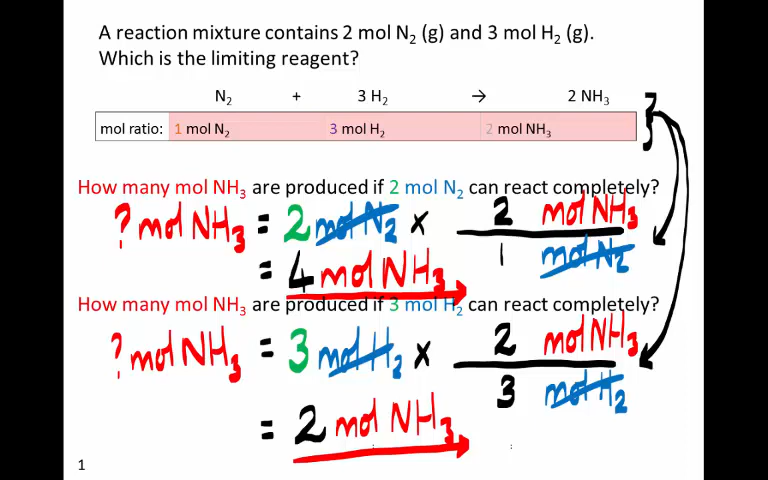 A reaction mixture contains 2 mol N₂ (g) and 3 mol H₂ (g).
Which is the limiting reagent?
N₂ + 3 H₂ → 2 NH₃
mol ratio: 1 mol N₂ 3 mol H₂ 2 mol NH₃
How many mol NH₃ are produced if 2 mol N₂ can react completely?
? mol NH₃ = 2 mol N₂ × 2 mol NH₃
1 mol N₂
= 4 mol NH₃
How many mol NH₃ are produced if 3 mol H₂ can react completely?
? mol NH₃ = 3 mol H₂ × 2 mol NH₃
3 mol H₂
= 2 mol NH₃
1